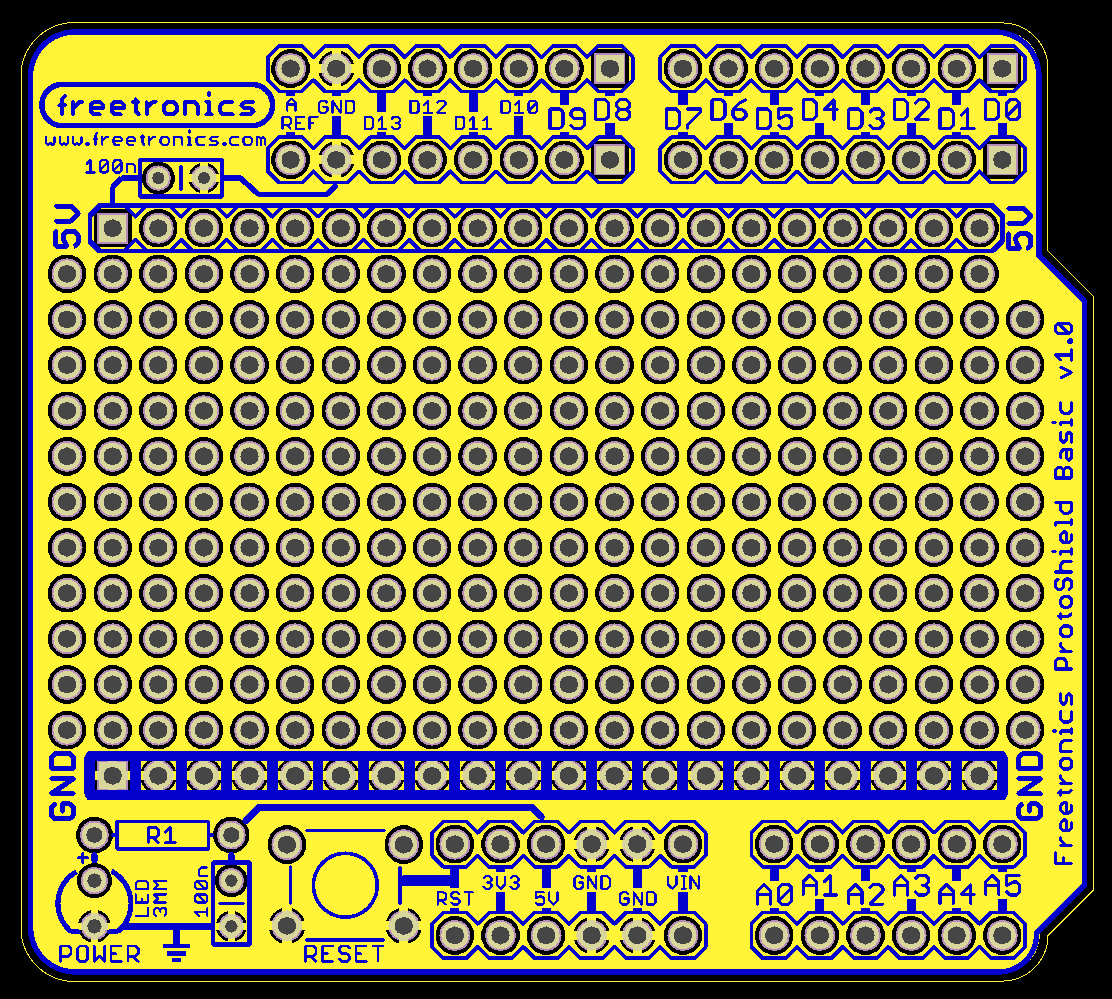 freetronics
www.freetronics.com
A REF GND D13 D12 D11 D10 D9 D8 D7 D6 D5 D4 D3 D2 D1 D0
100n
5V 5V
Freetronics ProtoShield Basic v1.0
GND GND
R1
+
LED 3MM
100n
POWER
RESET
RST 3V3 5V GND GND VIN
A0 A1 A2 A3 A4 A5